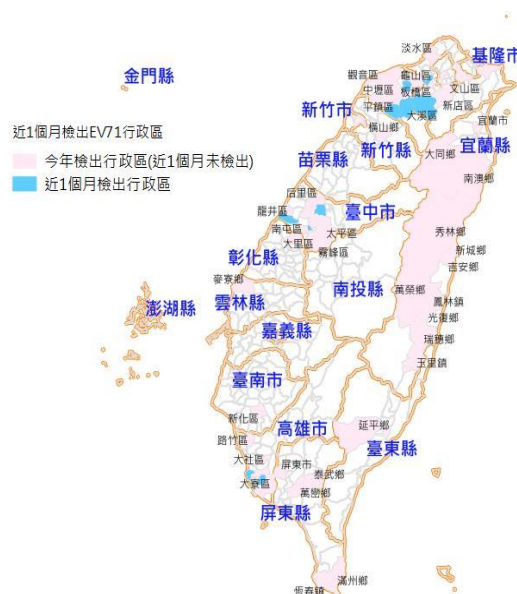 淡水區
基隆市
金門縣
觀音區
龜山區
中壢區
板橋區
文山區
平鎮區
新店區
新竹市
大溪區
宜蘭市
近1個月檢出EV71行政區
橫山鄉
宜蘭縣
今年檢出行政區(近1個月未檢出)
苗栗縣
新竹縣
大同鄉
近1個月檢出行政區
南澳鄉
后里區
龍井區
臺中市
南屯區
太平區
秀林鄉
大里區
霧峰區
新城鄉
彰化縣
吉安鄉
麥寮鄉
南投縣
萬榮鄉
澎湖縣
雲林縣
鳳林鎮
光復鄉
嘉義縣
瑞穗鄉
玉里鎮
臺南市
新化區
高雄市
延平鄉
路竹區
臺東縣
大社區
屏東市
泰武鄉
大寮區
萬巒鄉
屏東縣
滿州鄉
恆春鎮